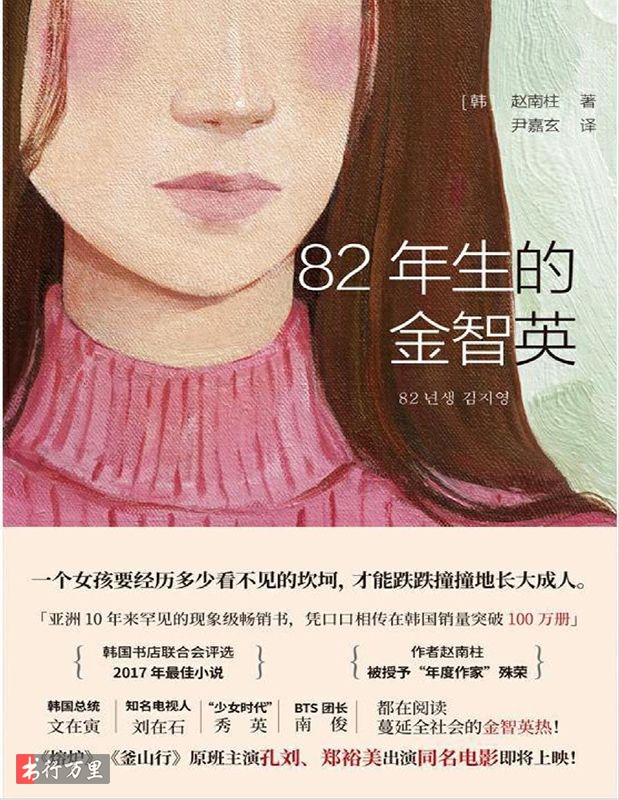 [韩] 赵南柱 著
尹嘉玄 译
82 年生的
金智英
82 년생 김지영
一个女孩要经历多少看不见的坎坷，才能跌跌撞撞地长大成人。
「亚洲 10 年来罕见的现象级畅销书，凭口口相传在韩国销量突破 100 万册」
韩国书店联合会评选
2017 年最佳小说
作者赵南柱
被授予“年度作家”殊荣
韩国总统
文在寅
知名电视人
刘在石
“少女时代”
秀 英
BTS 团长
南 俊
都在阅读
蔓延全社会的金智英热！
《熔炉》《釜山行》原班主演孔刘、郑裕美出演同名电影即将上映！
书行万里